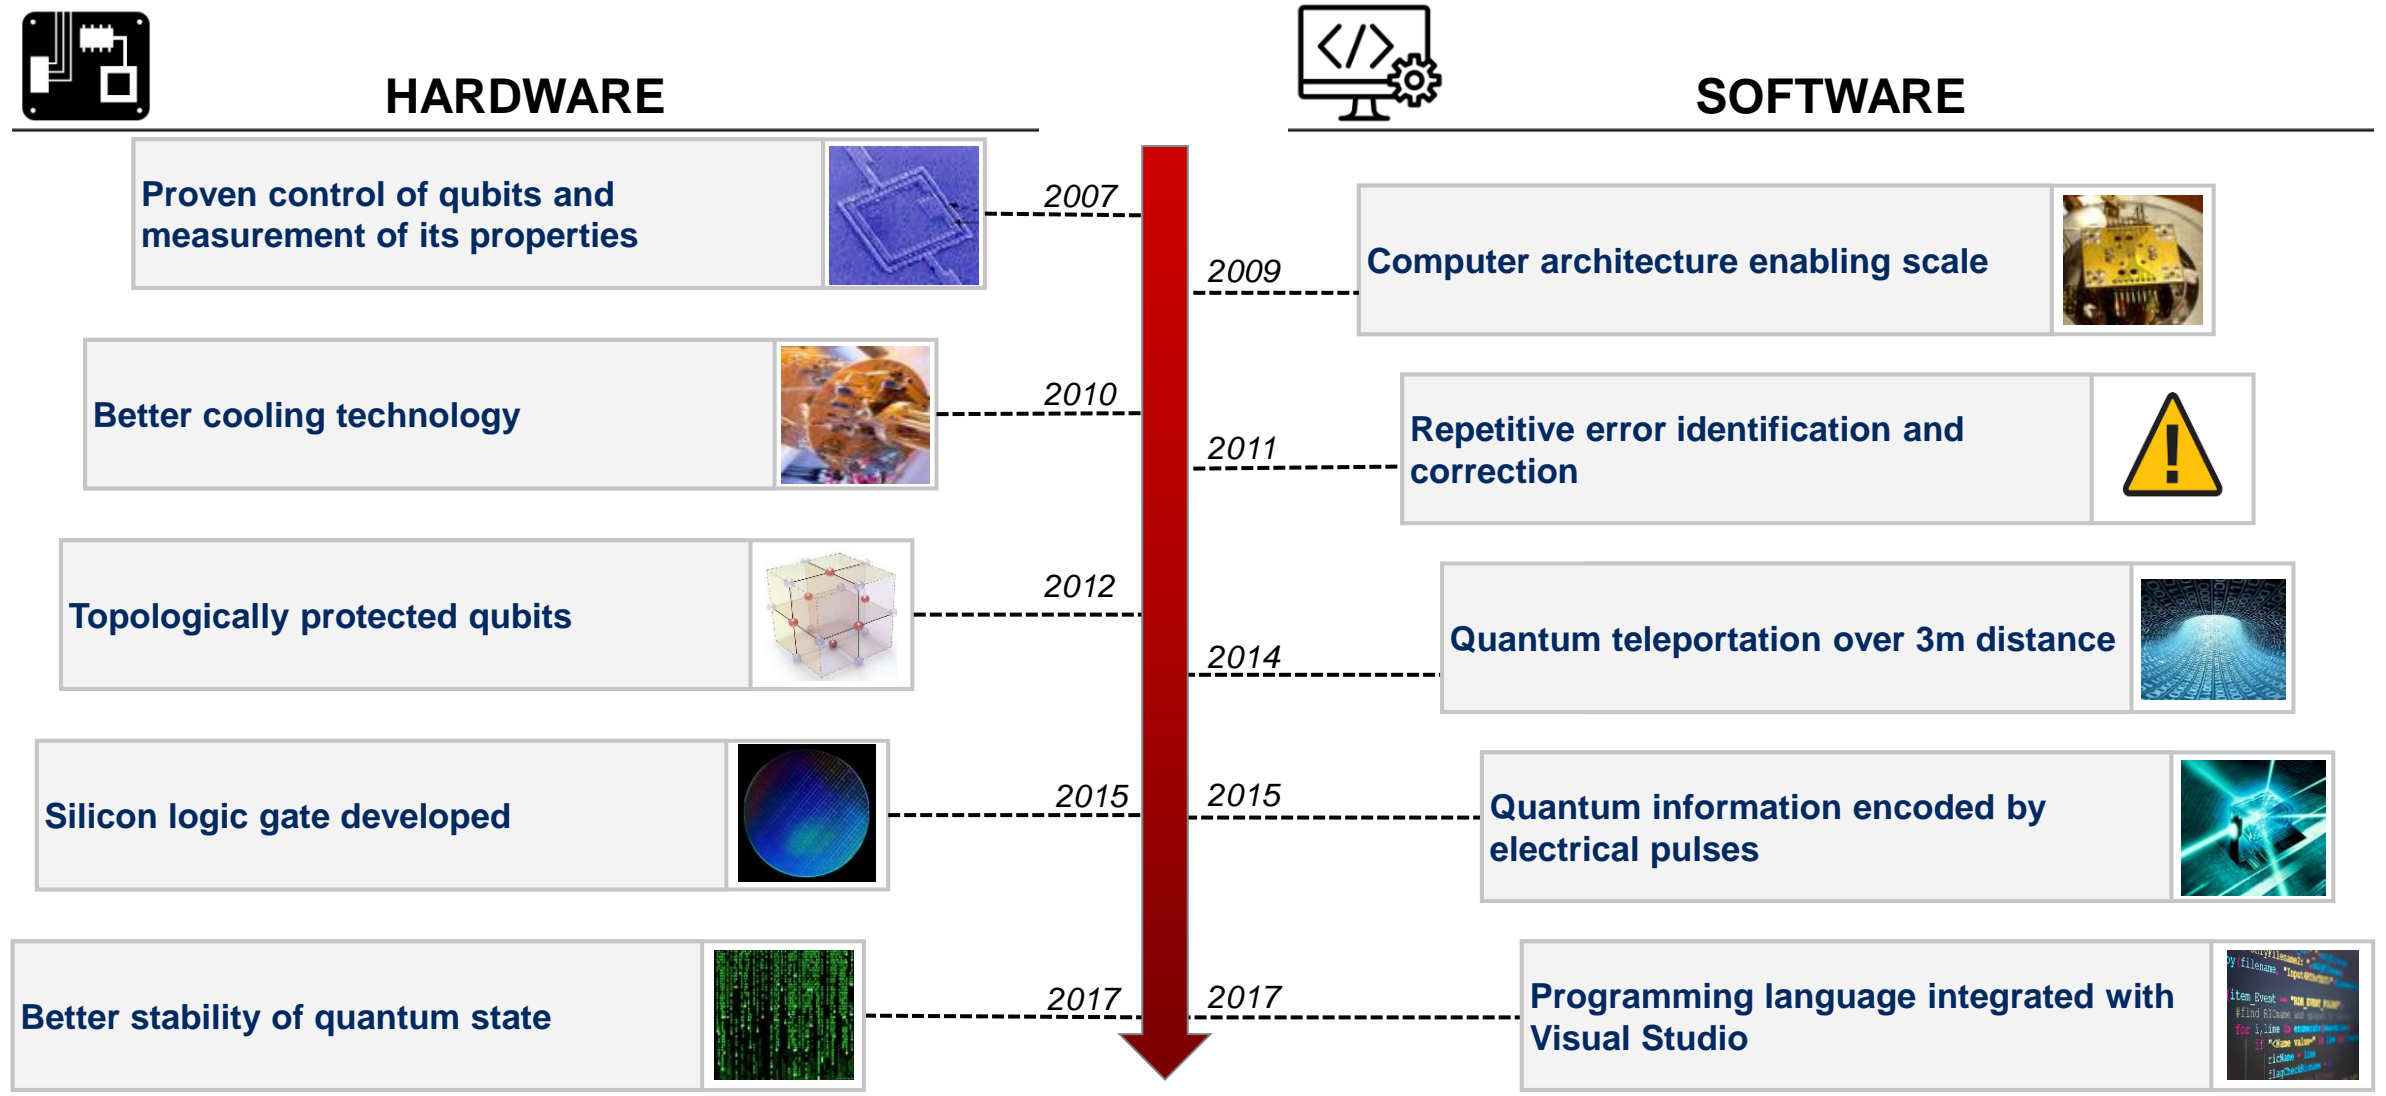 </>
HARDWARE
SOFTWARE
Proven control of qubits and
measurement of its properties
2007
2009
Computer architecture enabling scale
Better cooling technology
2010
2011
Repetitive error identification and
correction
Topologically protected qubits
2012
2014
Quantum teleportation over 3m distance
Silicon logic gate developed
2015
2015
Quantum information encoded by
electrical pulses
Better stability of quantum state
2017
2017
Programming language integrated with
Visual Studio